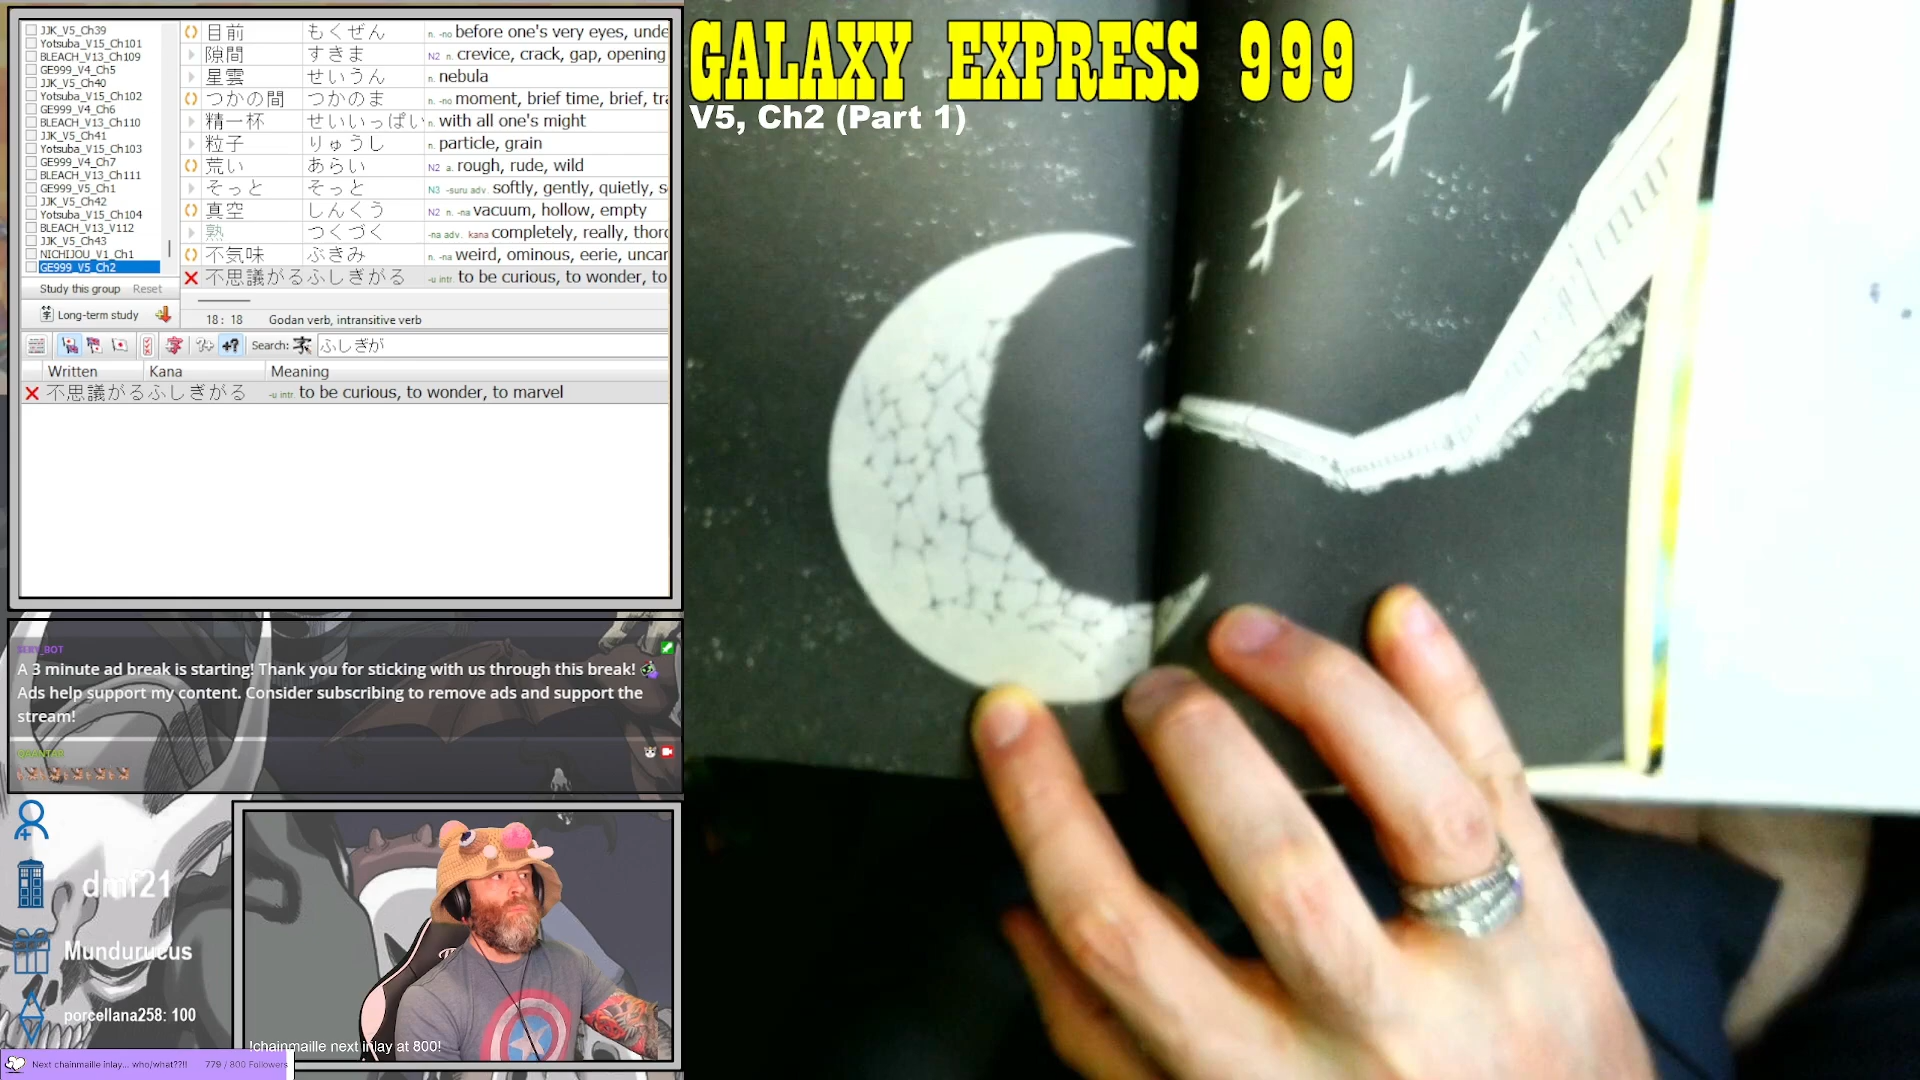 JJK_V5_Ch39
Yotsuba_V15_Ch101
BLEACH_V13_Ch109
GE999_V4_Ch5
JJK_V5_Ch40
Yotsuba_V15_Ch102
GE999_V4_Ch6
BLEACH_V13_Ch110
JJK_V5_Ch41
Yotsuba_V15_Ch103
GE999_V4_Ch7
BLEACH_V13_Ch111
GE999_V5_Ch1
JJK_V5_Ch42
Yotsuba_V15_Ch104
BLEACH_V13_V112
JJK_V5_Ch43
NICHIJOU_V1_Ch1
GE999_V5_Ch2
Study this group Reset
Long-term study
目前 もくぜん n. -no before one's very eyes, unde
隙間 すきま N2 n. crevice, crack, gap, opening
星雲 せいうん n. nebula
つかの間 つかのま n. -no moment, brief time, brief, tra
精一杯 せいいっぱい n. with all one's might
粒子 りゅうし n. particle, grain
荒い あらい N2 a. rough, rude, wild
そっと そっと N3 -suru adv. softly, gently, quietly, s
真空 しんくう N2 n. -na vacuum, hollow, empty
熟 つくづく -na adv. kana completely, really, thoro
不気味 ぶきみ n. -na weird, ominous, eerie, uncan
不思議がる ふしぎがる -u intr. to be curious, to wonder, to
18: 18 Godan verb, intransitive verb
Search: ふしぎが
Written Kana Meaning
不思議がる ふしぎがる -u intr. to be curious, to wonder, to marvel
GALAXY EXPRESS 999
V5, Ch2 (Part 1)
SERY_BOT
A 3 minute ad break is starting! Thank you for sticking with us through this break!
Ads help support my content. Consider subscribing to remove ads and support the
stream!
dmf21
Mundurucus
porcellana258: 100
!chainmaille next inlay at 800!
Next chainmaille inlay... who/what??!! 779 / 800 Followers